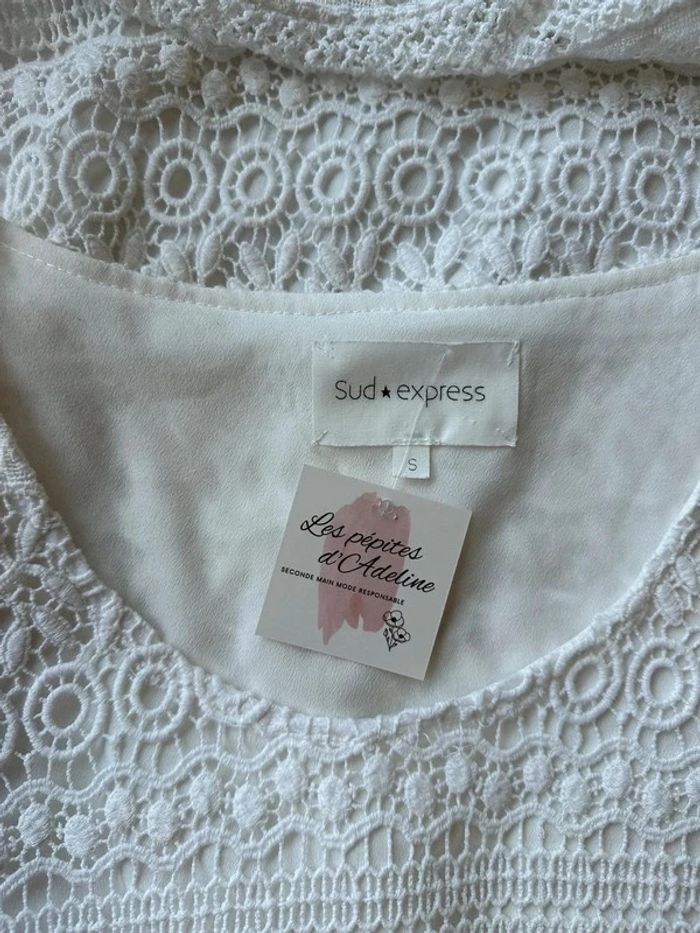 Sud★express
S
Les pépites
d'Adeline
SECONDE MAIN MODE RESPONSABLE